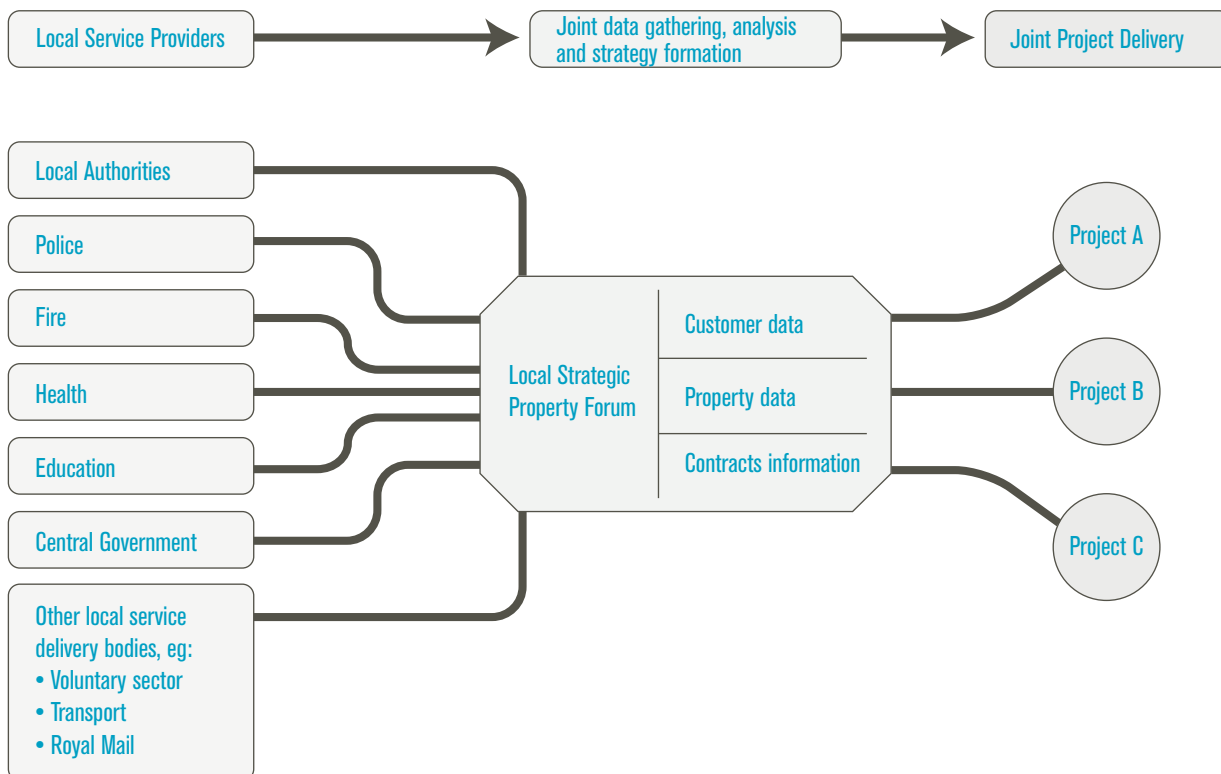 Local Service Providers
Joint data gathering, analysis
and strategy formation
Joint Project Delivery
Local Authorities
Police
Fire
Health
Education
Central Government
Other local service
delivery bodies, eg:
• Voluntary sector
• Transport
• Royal Mail
Local Strategic
Property Forum
Customer data
Property data
Contracts information
Project A
Project B
Project C